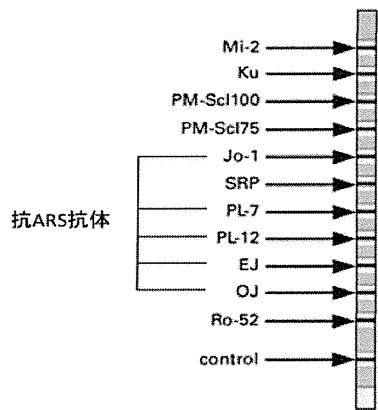 Mi-2
Ku
PM-Scl100
PM-Scl75
Jo-1
SRP
抗ARS抗体
PL-7
PL-12
EJ
OJ
Ro-52
control